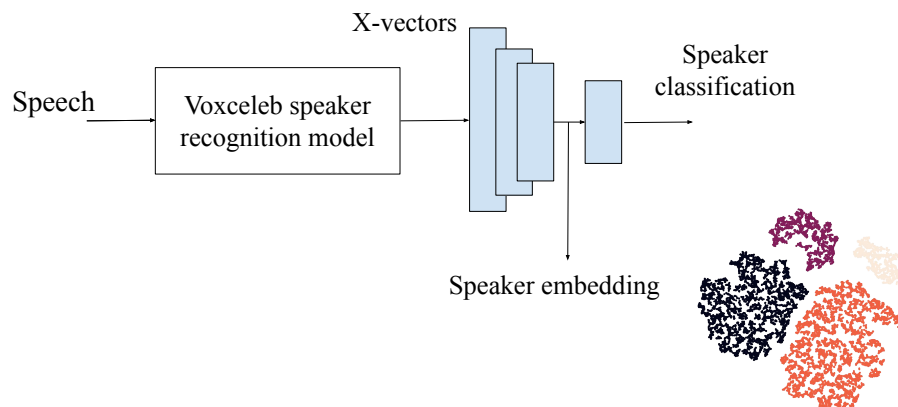 X-vectors
Speaker
classification
Speech
Voxceleb speaker
recognition model
Speaker embedding